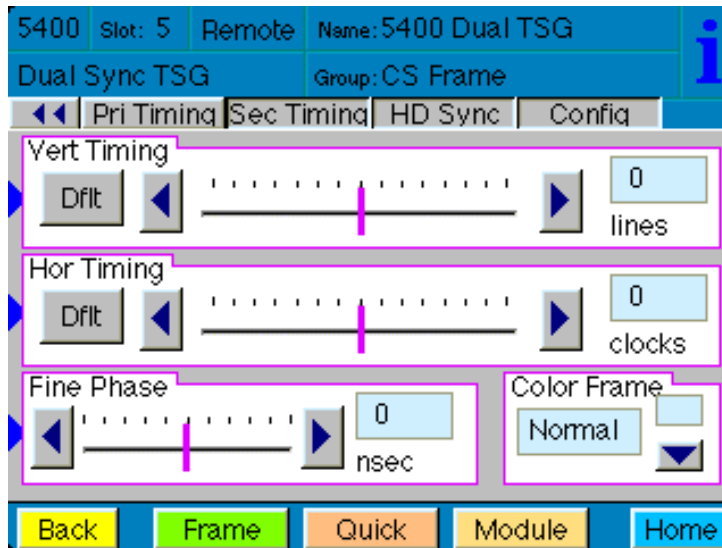 5400 Slot: 5 Remote Name: 5400 Dual TSG
Dual Sync TSG Group: CS Frame
Pri Timing Sec Timing HD Sync Config
Vert Timing
Dflt 0
lines
Hor Timing
Dflt 0
clocks
Fine Phase Color Frame
0 Normal
nsec
Back Frame Quick Module Home